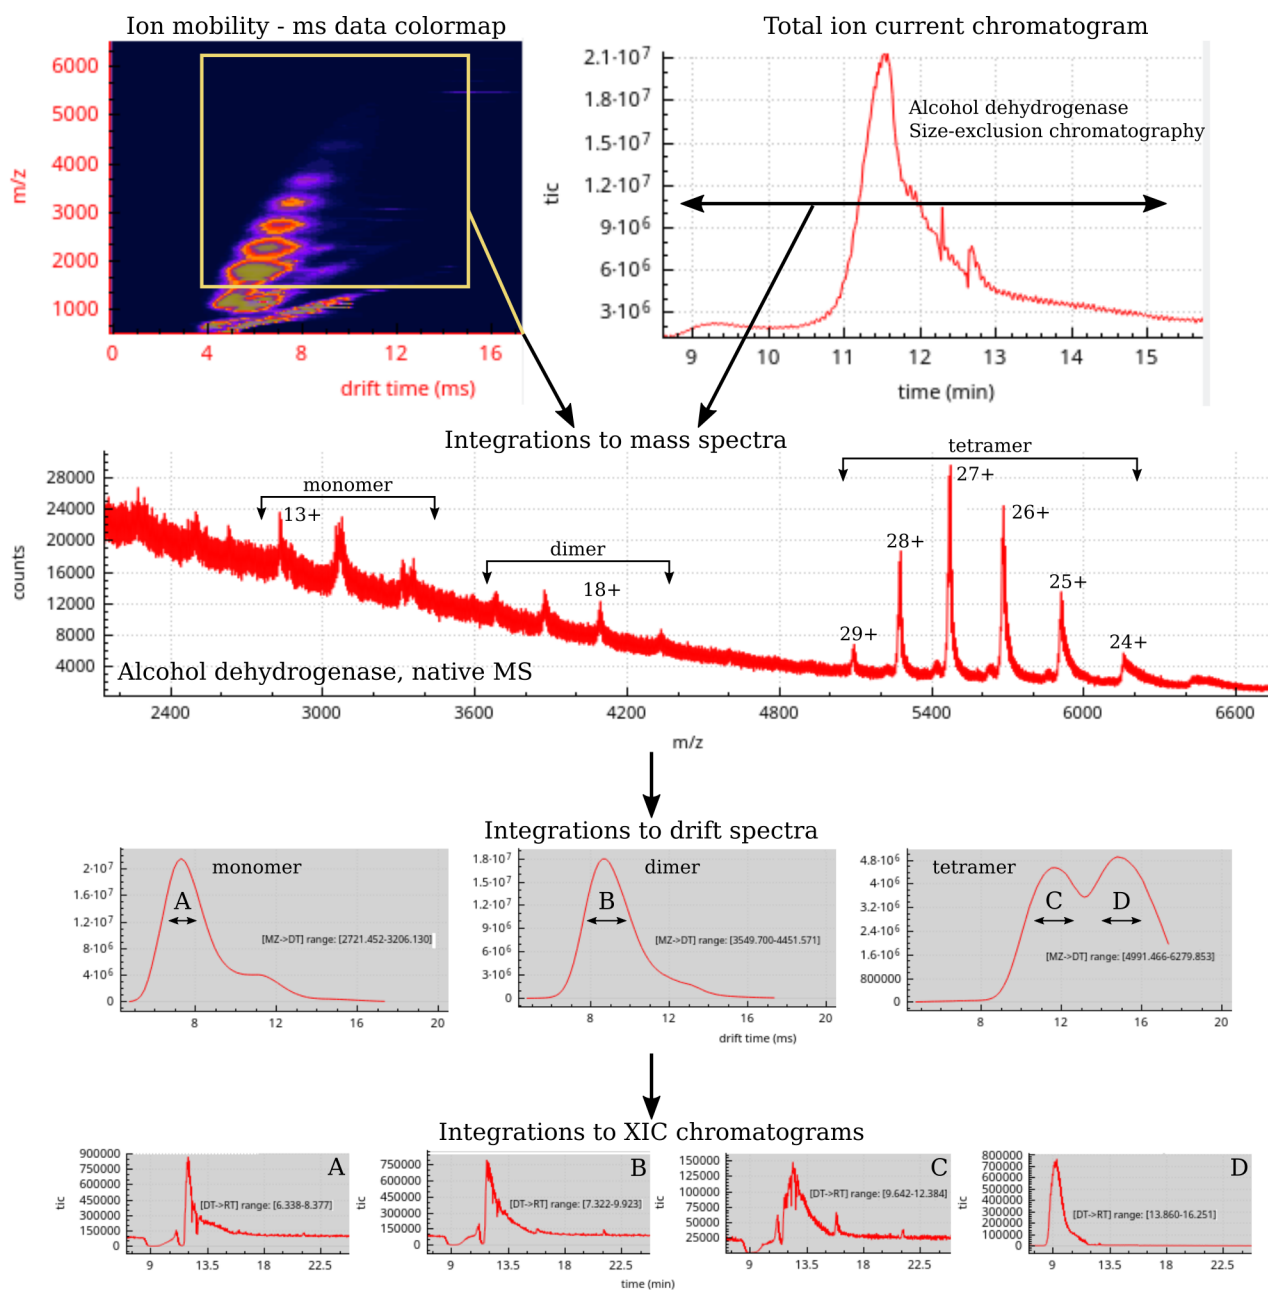 Ion mobility - ms data colormap
Total ion current chromatogram
6000
5000
4000
3000
2000
1000
m/z
0 4 8 12 16
drift time (ms)
2.1·10⁷
1.8·10⁷
1.5·10⁷
1.2·10⁷
9·10⁶
6·10⁶
3·10⁶
tic
Alcohol dehydrogenase
Size-exclusion chromatography
9 10 11 12 13 14 15
time (min)
Integrations to mass spectra
28000
24000
20000
16000
12000
8000
4000
counts
monomer
13+
dimer
18+
tetramer
27+
26+
28+
25+
29+
24+
Alcohol dehydrogenase, native MS
2400 3000 3600 4200 4800 5400 6000 6600
m/z
Integrations to drift spectra
2·10⁷
1.6·10⁷
1.2·10⁷
8·10⁶
4·10⁶
0
monomer
A
[MZ->DT] range: [2721.452-3206.130]
8 12 16 20
1.8·10⁷
1.5·10⁷
1.2·10⁷
9·10⁶
6·10⁶
3·10⁶
0
dimer
B
[MZ->DT] range: [3549.700-4451.571]
8 12 16 20
drift time (ms)
4.8·10⁶
4·10⁶
3.2·10⁶
2.4·10⁶
1.6·10⁶
800000
0
tetramer
C D
[MZ->DT] range: [4991.466-6279.853]
8 12 16 20
Integrations to XIC chromatograms
900000
750000
600000
450000
300000
150000
0
tic
A
[DT->RT] range: [6.338-8.377]
9 13.5 18 22.5
750000
600000
450000
300000
150000
0
tic
B
[DT->RT] range: [7.322-9.923]
9 13.5 18 22.5
time (min)
150000
125000
100000
75000
50000
25000
tic
C
[DT->RT] range: [9.642-12.384]
9 13.5 18 22.5
800000
700000
600000
500000
400000
300000
200000
100000
0
tic
D
[DT->RT] range: [13.860-16.251]
9 13.5 18 22.5